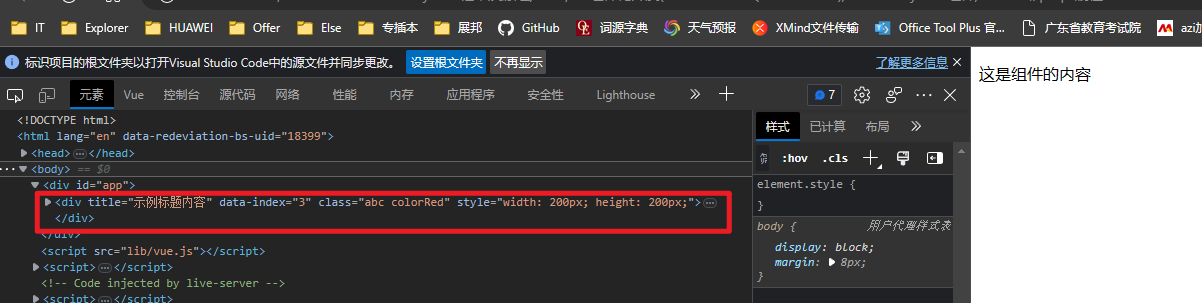 IT Explorer HUAWEI Offer Else 专插本 展邦 GitHub 词源字典 天气预报 XMind文件传输 Office Tool Plus 官... 广东省教育考试院
标识项目的根文件夹以打开Visual Studio Code中的源文件并同步更改。 设置根文件夹 不再显示 了解更多信息
元素 Vue 控制台 源代码 网络 性能 内存 应用程序 安全性 Lighthouse 7
<!DOCTYPE html>
<html lang="en" data-redeviation-bs-uid="18399">
<head> ⋯ </head>
<body> == $0
<div id="app">
<div title="示例标题内容" data-index="3" class="abc colorRed" style="width: 200px; height: 200px;"> ⋯
</div>
</div>
<script src="lib/vue.js"></script>
<script> ⋯ </script>
<!-- Code injected by live-server -->
<script> ⋯ </script>
样式 已计算 布局
:hov .cls
element.style {
}
body { 用户代理样式表
display: block;
margin: 8px;
}
这是组件的内容